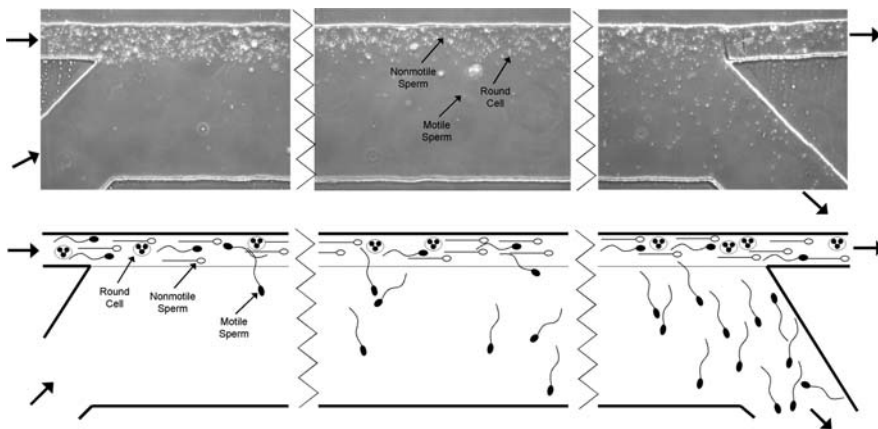 Nonmotile
Sperm
Round
Cell
Motile
Sperm
Round
Cell
Nonmotile
Sperm
Motile
Sperm